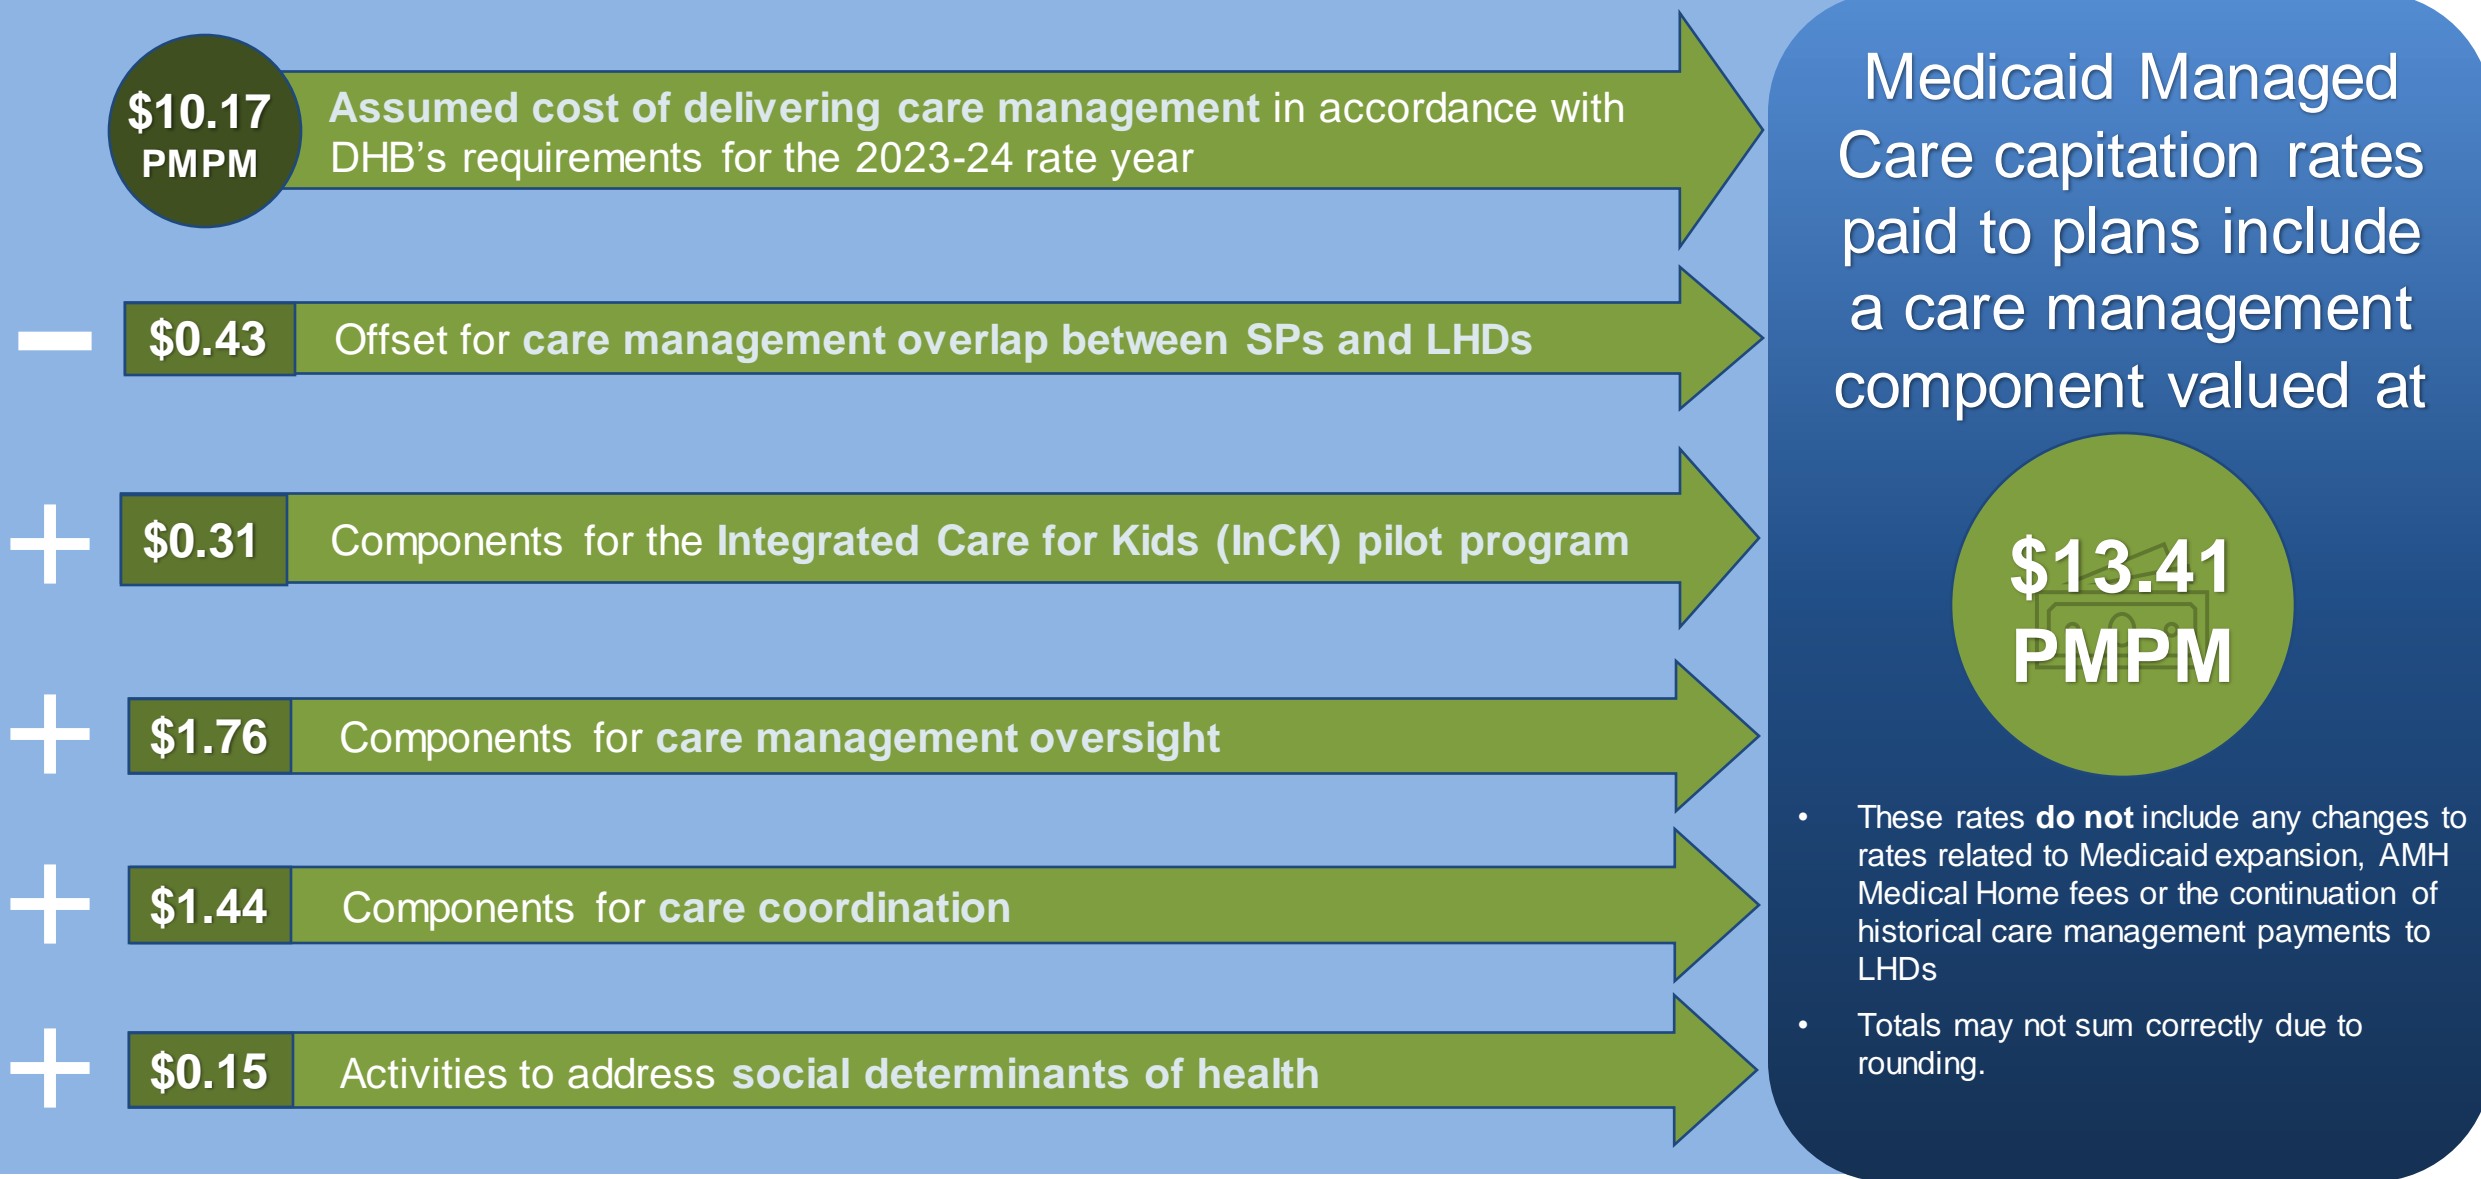 $10.17
PMPM
Assumed cost of delivering care management in accordance with
DHB’s requirements for the 2023-24 rate year
− $0.43 Offset for care management overlap between SPs and LHDs
+ $0.31 Components for the Integrated Care for Kids (InCK) pilot program
+ $1.76 Components for care management oversight
+ $1.44 Components for care coordination
+ $0.15 Activities to address social determinants of health
Medicaid Managed
Care capitation rates
paid to plans include
a care management
component valued at
$13.41
PMPM
• These rates do not include any changes to
rates related to Medicaid expansion, AMH
Medical Home fees or the continuation of
historical care management payments to
LHDs
• Totals may not sum correctly due to
rounding.